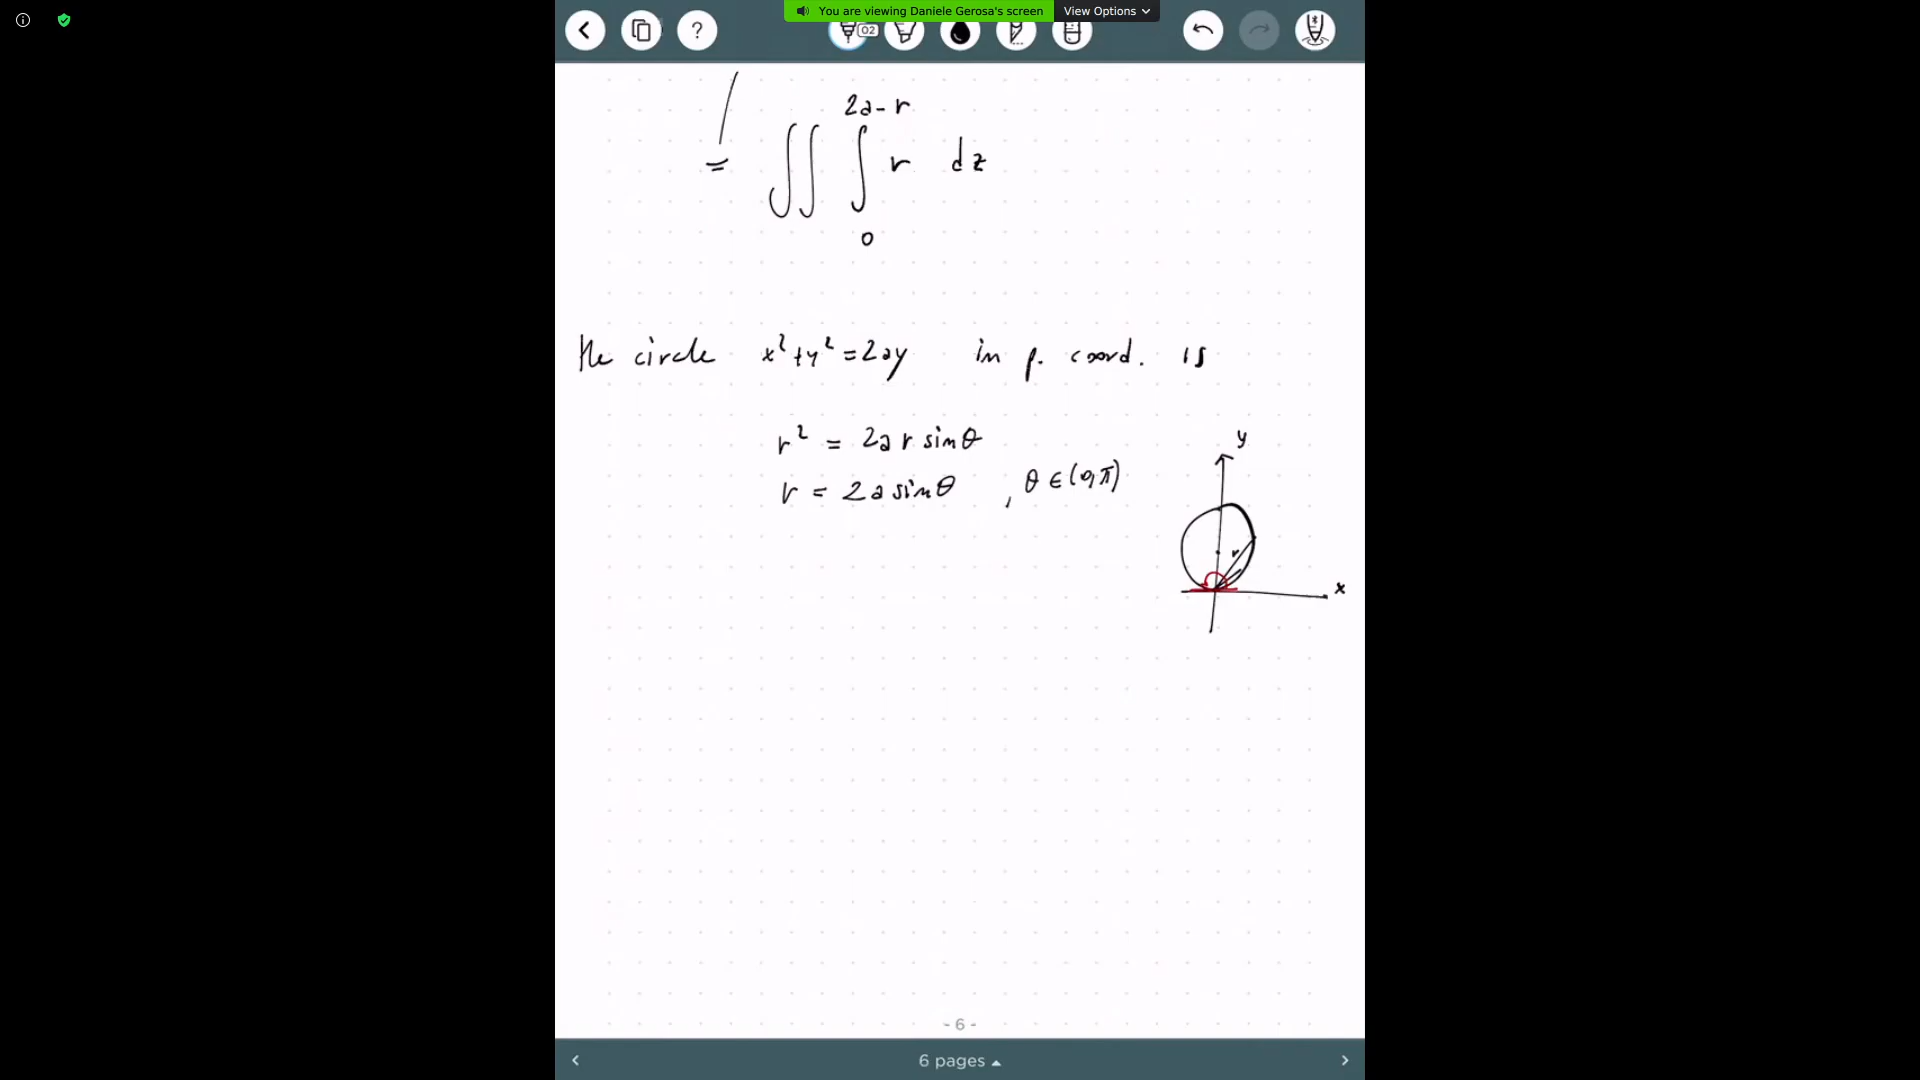 You are viewing Daniele Gerosa's screen View Options
? 02
2a - r
= ∫∫ ∫ r dz
0
the circle x² + y² = 2ay in p. coord. is
r² = 2a r sin θ
r = 2a sin θ , θ ∈ (0, π)
y
r
x
- 6 -
6 pages